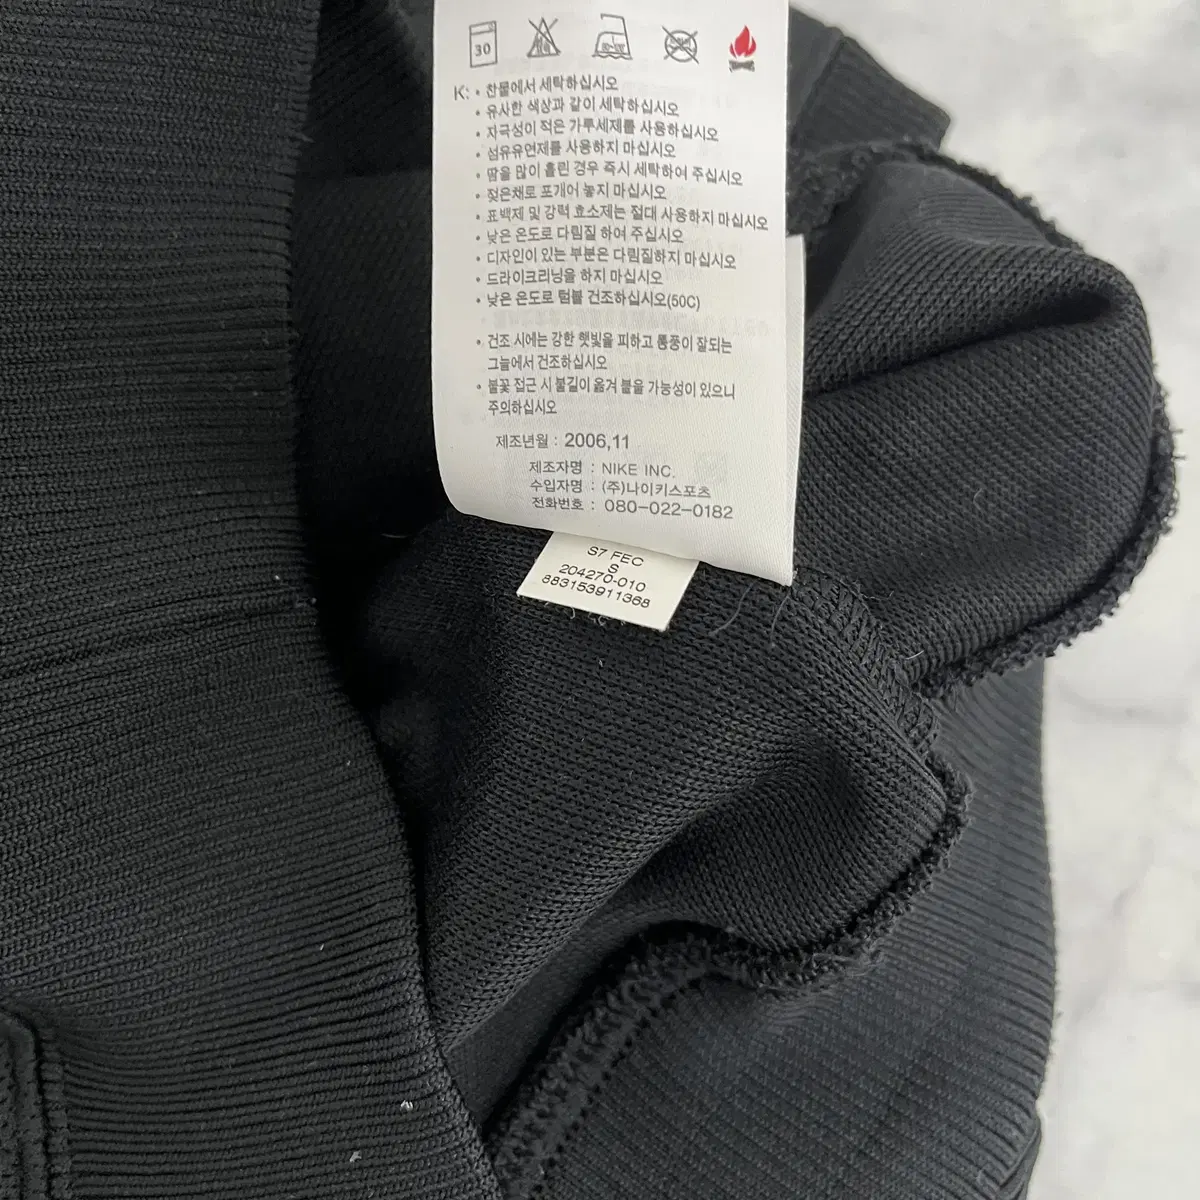 30
K: • 찬물에서 세탁하십시오
• 유사한 색상과 같이 세탁하십시오
• 자극성이 적은 가루세제를 사용하십시오
• 섬유유연제를 사용하지 마십시오
• 땀을 많이 흘린 경우 즉시 세탁하여 주십시오
• 젖은채로 포개어 놓지 마십시오
• 표백제 및 강력 효소제는 절대 사용하지 마십시오
• 낮은 온도로 다림질 하여 주십시오
• 디자인이 있는 부분은 다림질하지 마십시오
• 드라이크리닝을 하지 마십시오
• 낮은 온도로 텀블 건조하십시오(50C)
• 건조 시에는 강한 햇빛을 피하고 통풍이 잘되는
그늘에서 건조하십시오
• 불꽃 접근 시 불길이 옮겨 붙을 가능성이 있으니
주의하십시오
제조년월 : 2006,11
제조자명 : NIKE INC.
수입자명 : (주)나이키스포츠
전화번호 : 080-022-0182
S7 FEC
S
204270-010
883153911368